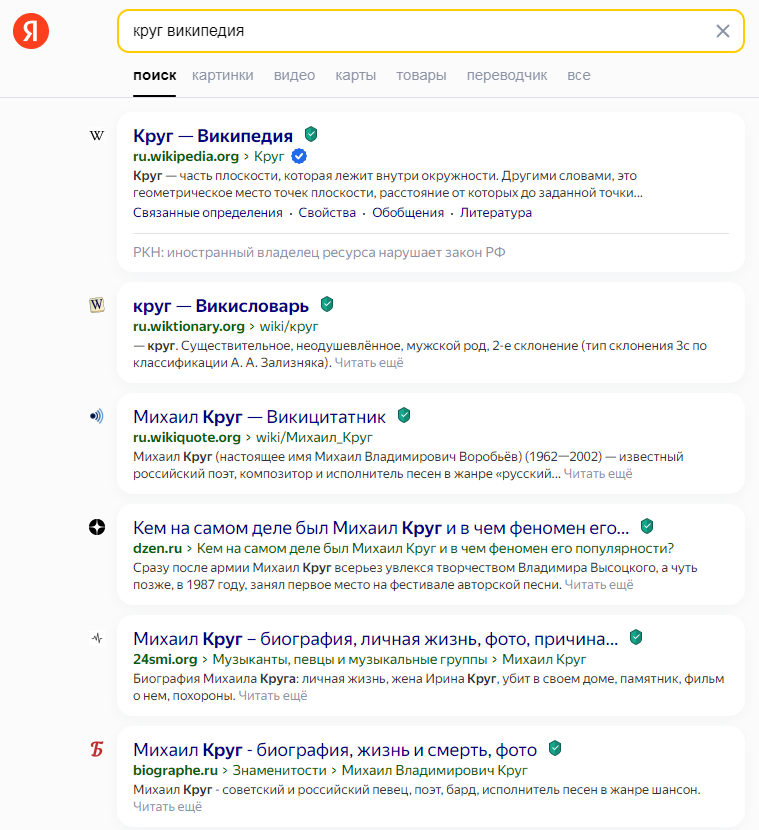 Я
круг википедия
поиск картинки видео карты товары переводчик все
W
Круг — Википедия
ru.wikipedia.org › Круг
Круг — часть плоскости, которая лежит внутри окружности. Другими словами, это
геометрическое место точек плоскости, расстояние от которых до заданной точки...
Связанные определения · Свойства · Обобщения · Литература
РКН: иностранный владелец ресурса нарушает закон РФ
W
круг — Викисловарь
ru.wiktionary.org › wiki/круг
— круг. Существительное, неодушевлённое, мужской род, 2-е склонение (тип склонения 3c по
классификации А. А. Зализняка). Читать ещё
Михаил Круг — Викицитатник
ru.wikiquote.org › wiki/Михаил_Круг
Михаил Круг (настоящее имя Михаил Владимирович Воробьёв) (1962—2002) — известный
российский поэт, композитор и исполнитель песен в жанре «русский... Читать ещё
Кем на самом деле был Михаил Круг и в чем феномен его...
dzen.ru › Кем на самом деле был Михаил Круг и в чем феномен его популярности?
Сразу после армии Михаил Круг всерьез увлекся творчеством Владимира Высоцкого, а чуть
позже, в 1987 году, занял первое место на фестивале авторской песни. Читать ещё
Михаил Круг – биография, личная жизнь, фото, причина...
24smi.org › Музыканты, певцы и музыкальные группы › Михаил Круг
Биография Михаила Круга: личная жизнь, жена Ирина Круг, убит в своем доме, памятник, фильм
о нем, похороны. Читать ещё
Б
Михаил Круг - биография, жизнь и смерть, фото
biographe.ru › Знаменитости › Михаил Владимирович Круг
Михаил Круг - советский и российский певец, поэт, бард, исполнитель песен в жанре шансон.
Читать ещё